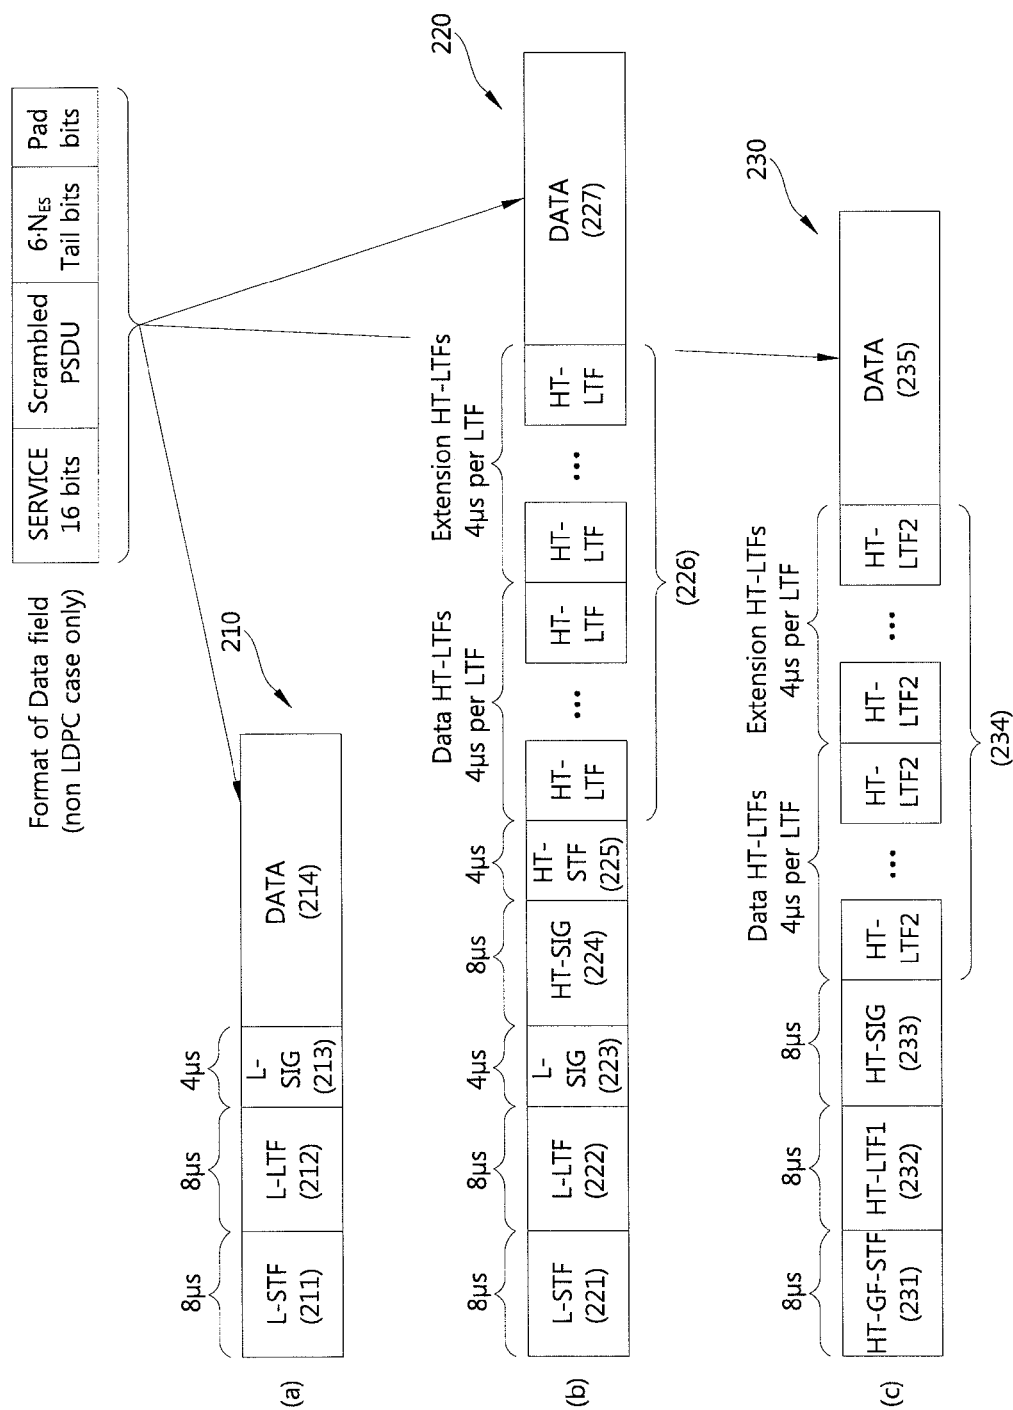 Format of Data field
(non LDPC case only)
SERVICE
16 bits
Scrambled
PSDU
6·NES
Tail bits
Pad
bits
210
8μs
8μs
4μs
(a)
L-STF
(211)
L-LTF
(212)
L-
SIG
(213)
DATA
(214)
220
Data HT-LTFs
4μs per LTF
Extension HT-LTFs
4μs per LTF
8μs
8μs
4μs
8μs
4μs
(b)
L-STF
(221)
L-LTF
(222)
L-
SIG
(223)
HT-SIG
(224)
HT-
STF
(225)
HT-
LTF
...
HT-
LTF
HT-
LTF
...
HT-
LTF
DATA
(227)
(226)
230
Data HT-LTFs
4μs per LTF
Extension HT-LTFs
4μs per LTF
8μs
8μs
8μs
(c)
HT-GF-STF
(231)
HT-LTF1
(232)
HT-SIG
(233)
HT-
LTF2
...
HT-
LTF2
HT-
LTF2
...
HT-
LTF2
DATA
(235)
(234)